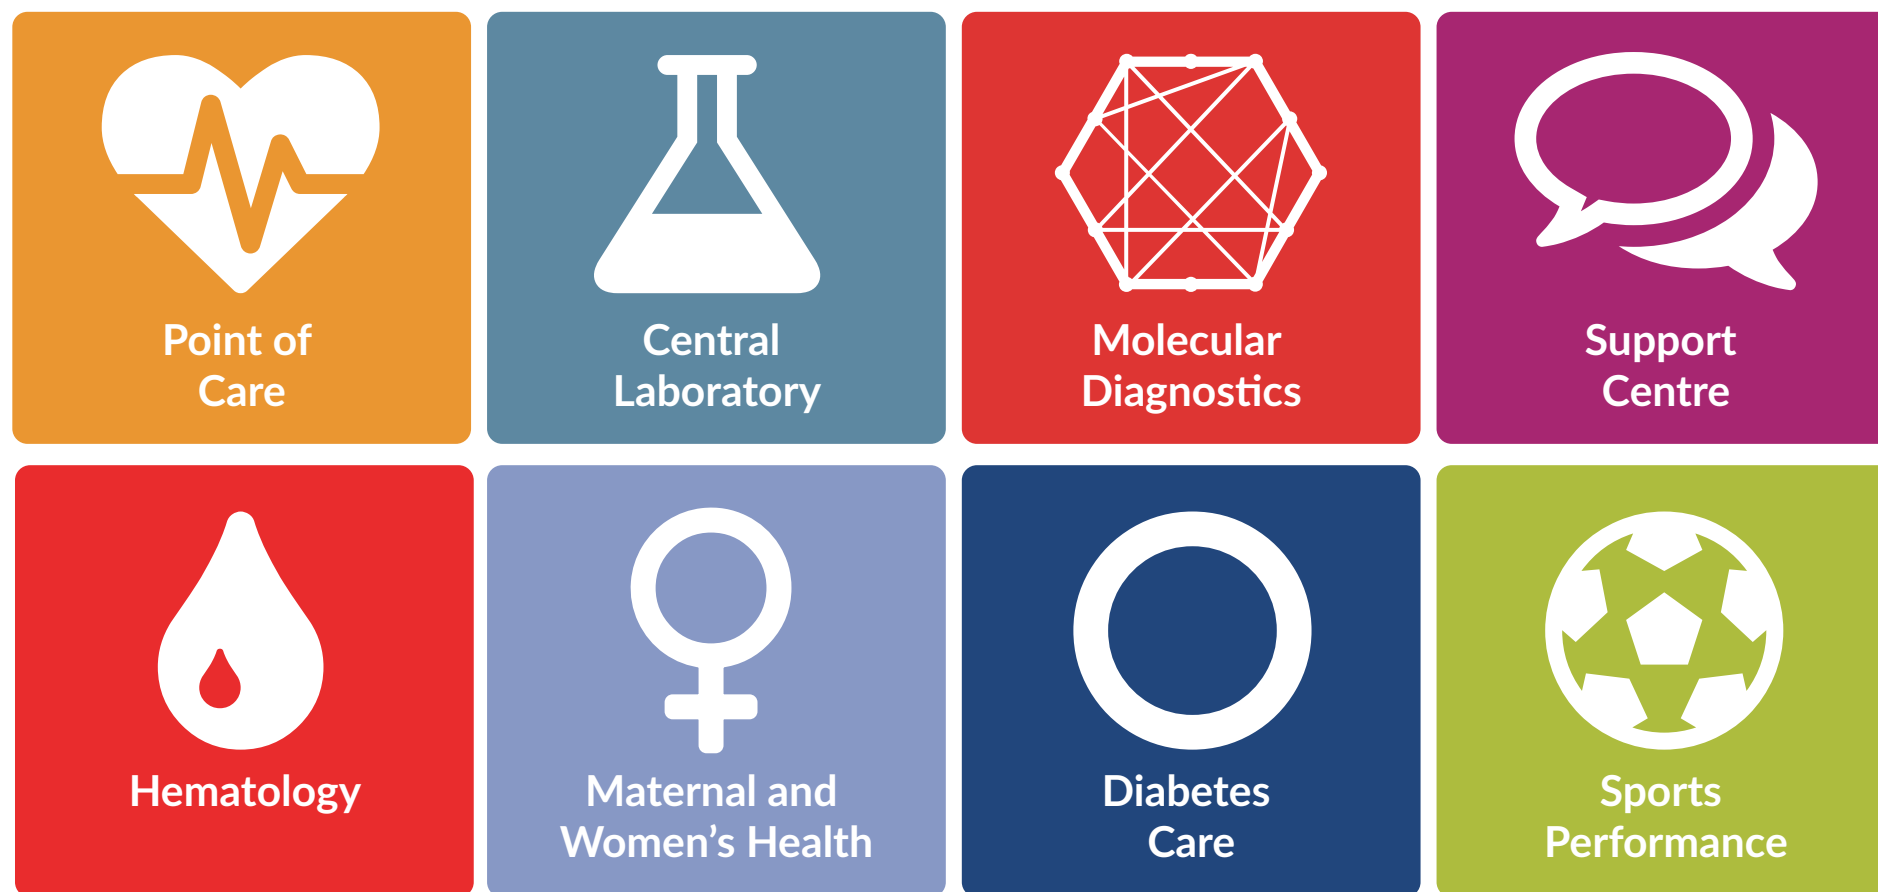 Point of
Care
Central
Laboratory
Molecular
Diagnostics
Support
Centre
Hematology
Maternal and
Women’s Health
Diabetes
Care
Sports
Performance